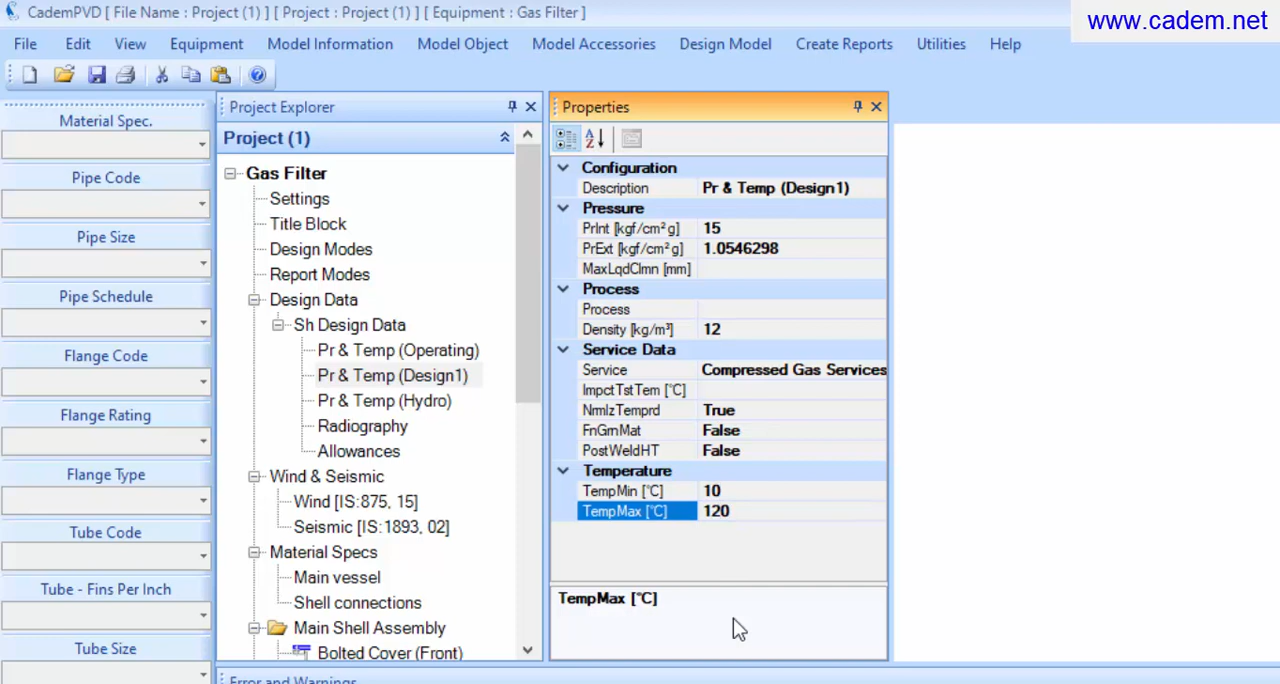 CademPVD [ File Name : Project (1) ] [ Project : Project (1) ] [ Equipment : Gas Filter ]
www.cadem.net
File Edit View Equipment Model Information Model Object Model Accessories Design Model Create Reports Utilities Help
Material Spec.
Pipe Code
Pipe Size
Pipe Schedule
Flange Code
Flange Rating
Flange Type
Tube Code
Tube - Fins Per Inch
Tube Size
Project Explorer
Project (1)
Gas Filter
Settings
Title Block
Design Modes
Report Modes
Design Data
Sh Design Data
Pr & Temp (Operating)
Pr & Temp (Design1)
Pr & Temp (Hydro)
Radiography
Allowances
Wind & Seismic
Wind [IS:875, 15]
Seismic [IS:1893, 02]
Material Specs
Main vessel
Shell connections
Main Shell Assembly
Bolted Cover (Front)
Properties
Configuration
Description Pr & Temp (Design1)
Pressure
PrInt [kgf/cm² g] 15
PrExt [kgf/cm² g] 1.0546298
MaxLqdClmn [mm]
Process
Process
Density [kg/m³] 12
Service Data
Service Compressed Gas Services
ImpctTstTem [°C]
NrmlzTemprd True
FnGrnMat False
PostWeldHT False
Temperature
TempMin [°C] 10
TempMax [°C] 120
TempMax [°C]
Error and Warnings